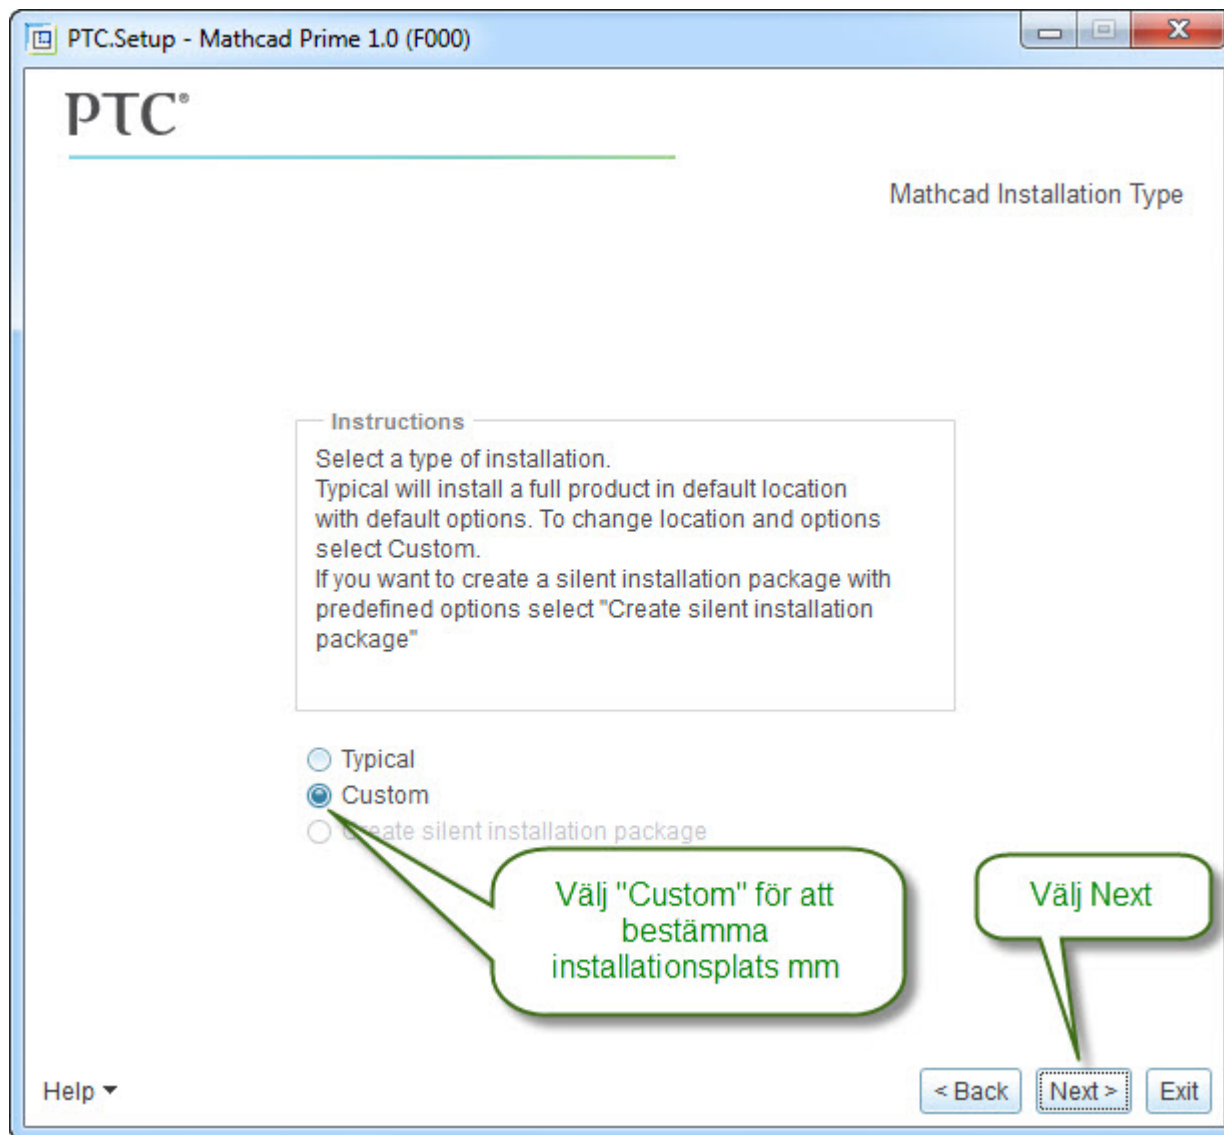 PTC.Setup - Mathcad Prime 1.0 (F000)
PTC®
Mathcad Installation Type
Instructions
Select a type of installation.
Typical will install a full product in default location
with default options. To change location and options
select Custom.
If you want to create a silent installation package with
predefined options select "Create silent installation
package"
Typical
Custom
Create silent installation package
Välj "Custom" för att
bestämma
installationsplats mm
Välj Next
Help
< Back
Next >
Exit